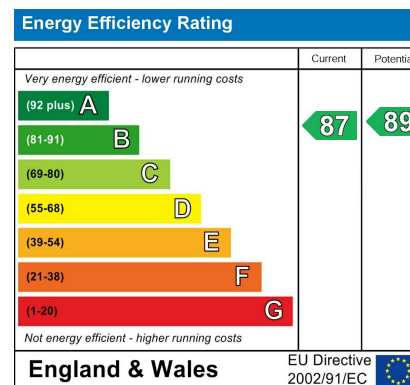 Energy Efficiency Rating
Current Potentia
Very energy efficient - lower running costs
(92 plus) A
(81-91) B
87 89
(69-80) C
(55-68) D
(39-54) E
(21-38) F
(1-20) G
Not energy efficient - higher running costs
England & Wales
EU Directive
2002/91/EC